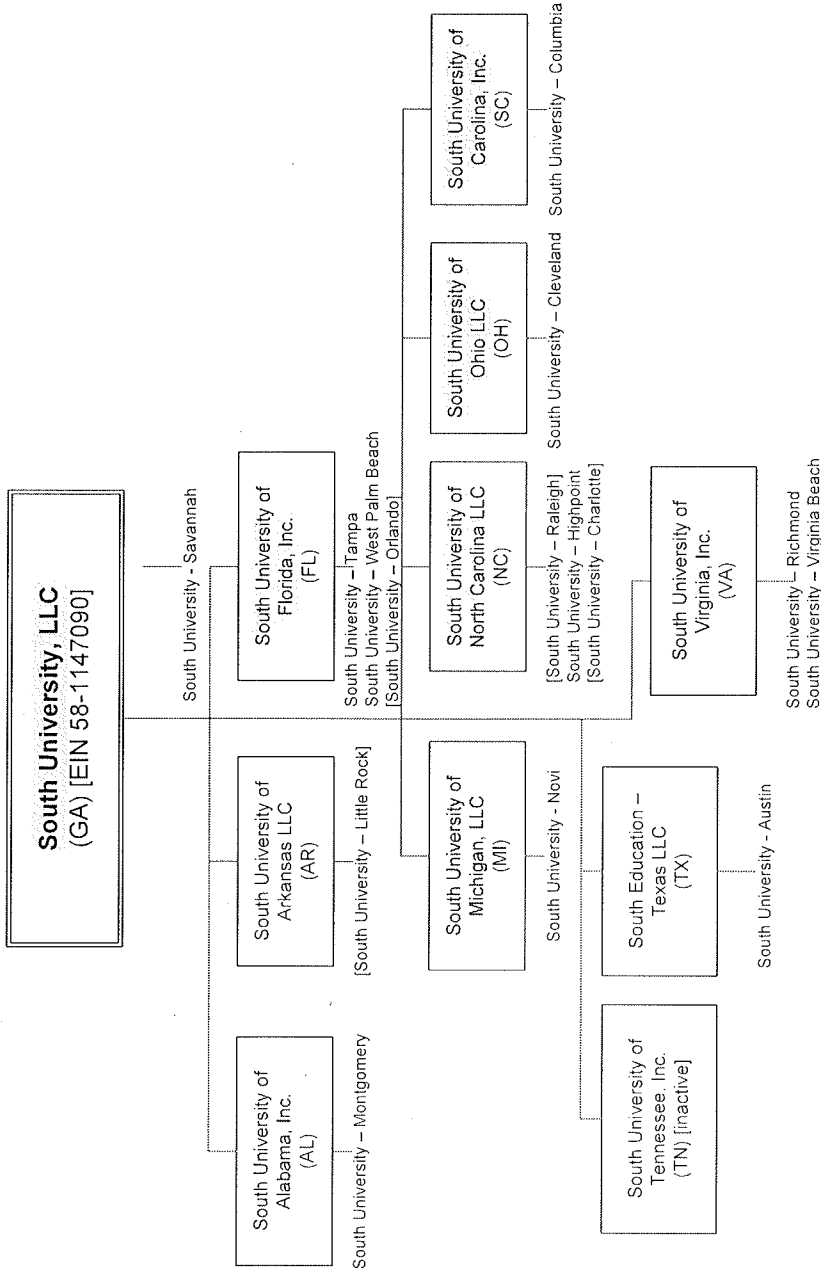 South University, LLC
(GA) [EIN 58-1147090]
South University - Savannah
South University of
Alabama, Inc.
(AL)
South University – Montgomery
South University of
Arkansas LLC
(AR)
[South University – Little Rock]
South University of
Florida, Inc.
(FL)
South University – Tampa
South University – West Palm Beach
[South University – Orlando]
South University of
Michigan, LLC
(MI)
South University - Novi
South University of
North Carolina LLC
(NC)
[South University – Raleigh]
South University – Highpoint
[South University – Charlotte]
South University of
Ohio LLC
(OH)
South University – Cleveland
South University of
Carolina, Inc.
(SC)
South University – Columbia
South University of
Tennessee, Inc.
(TN) [inactive]
South Education –
Texas LLC
(TX)
South University - Austin
South University of
Virginia, Inc.
(VA)
South University – Richmond
South University – Virginia Beach